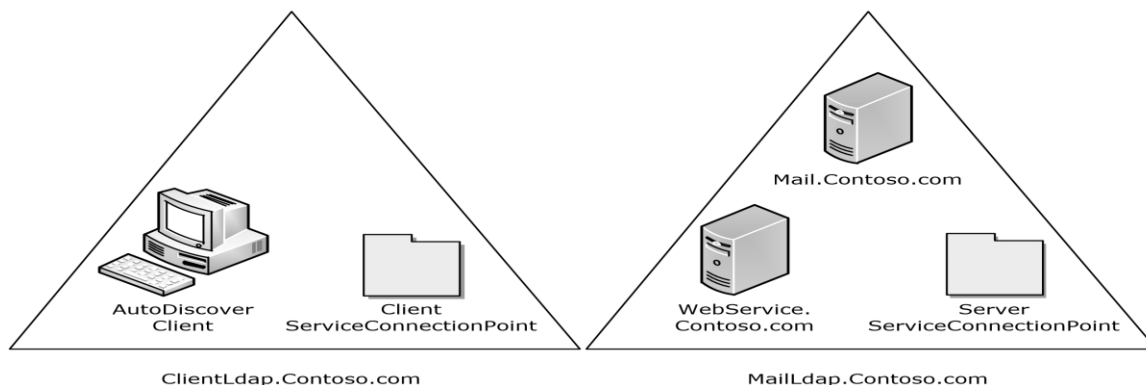 Mail.Contoso.com
AutoDiscover
Client
Client
ServiceConnectionPoint
WebService.
Contoso.com
Server
ServiceConnectionPoint
ClientLdap.Contoso.com
MailLdap.Contoso.com